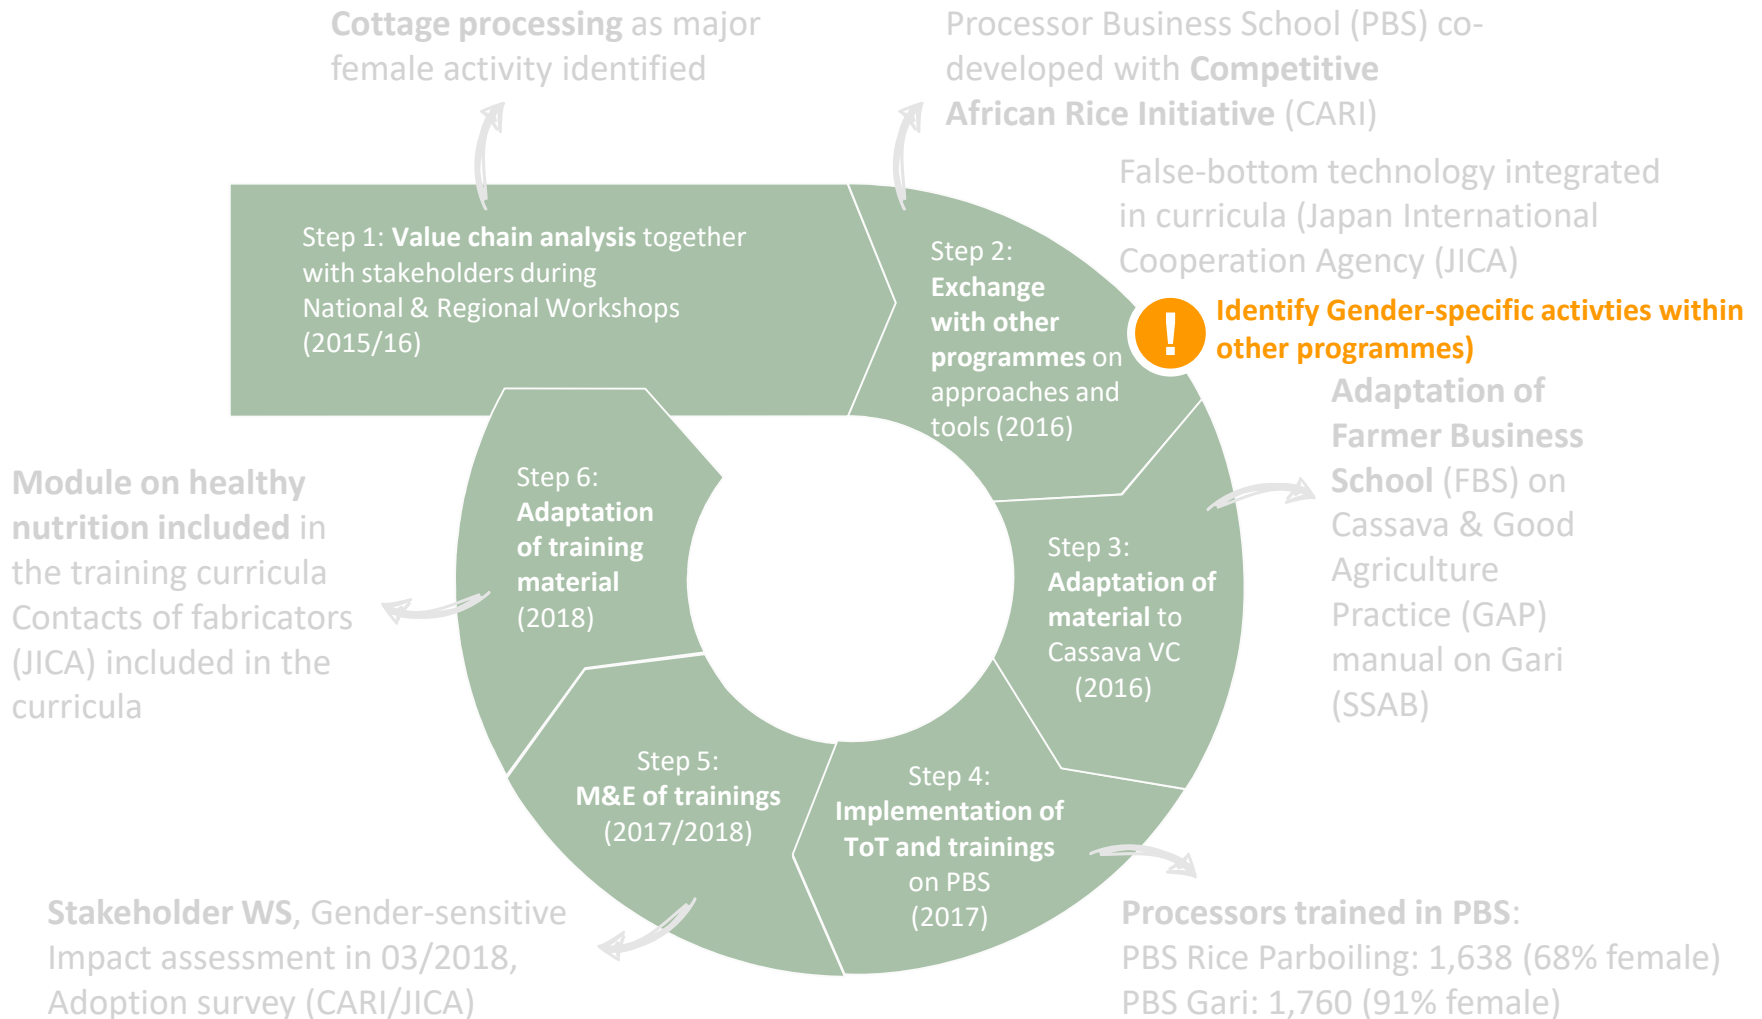 Cottage processing as major
female activity identified
Processor Business School (PBS) co-
developed with Competitive
African Rice Initiative (CARI)
False-bottom technology integrated
in curricula (Japan International
Cooperation Agency (JICA)
Step 1: Value chain analysis together
with stakeholders during
National & Regional Workshops
(2015/16)
Step 2:
Exchange
with other
programmes on
approaches and
tools (2016)
!
Identify Gender-specific activties within
other programmes)
Adaptation of
Farmer Business
School (FBS) on
Cassava & Good
Agriculture
Practice (GAP)
manual on Gari
(SSAB)
Step 3:
Adaptation of
material to
Cassava VC
(2016)
Step 4:
Implementation of
ToT and trainings
on PBS
(2017)
Processors trained in PBS:
PBS Rice Parboiling: 1,638 (68% female)
PBS Gari: 1,760 (91% female)
Step 5:
M&E of trainings
(2017/2018)
Stakeholder WS, Gender-sensitive
Impact assessment in 03/2018,
Adoption survey (CARI/JICA)
Step 6:
Adaptation
of training
material
(2018)
Module on healthy
nutrition included in
the training curricula
Contacts of fabricators
(JICA) included in the
curricula